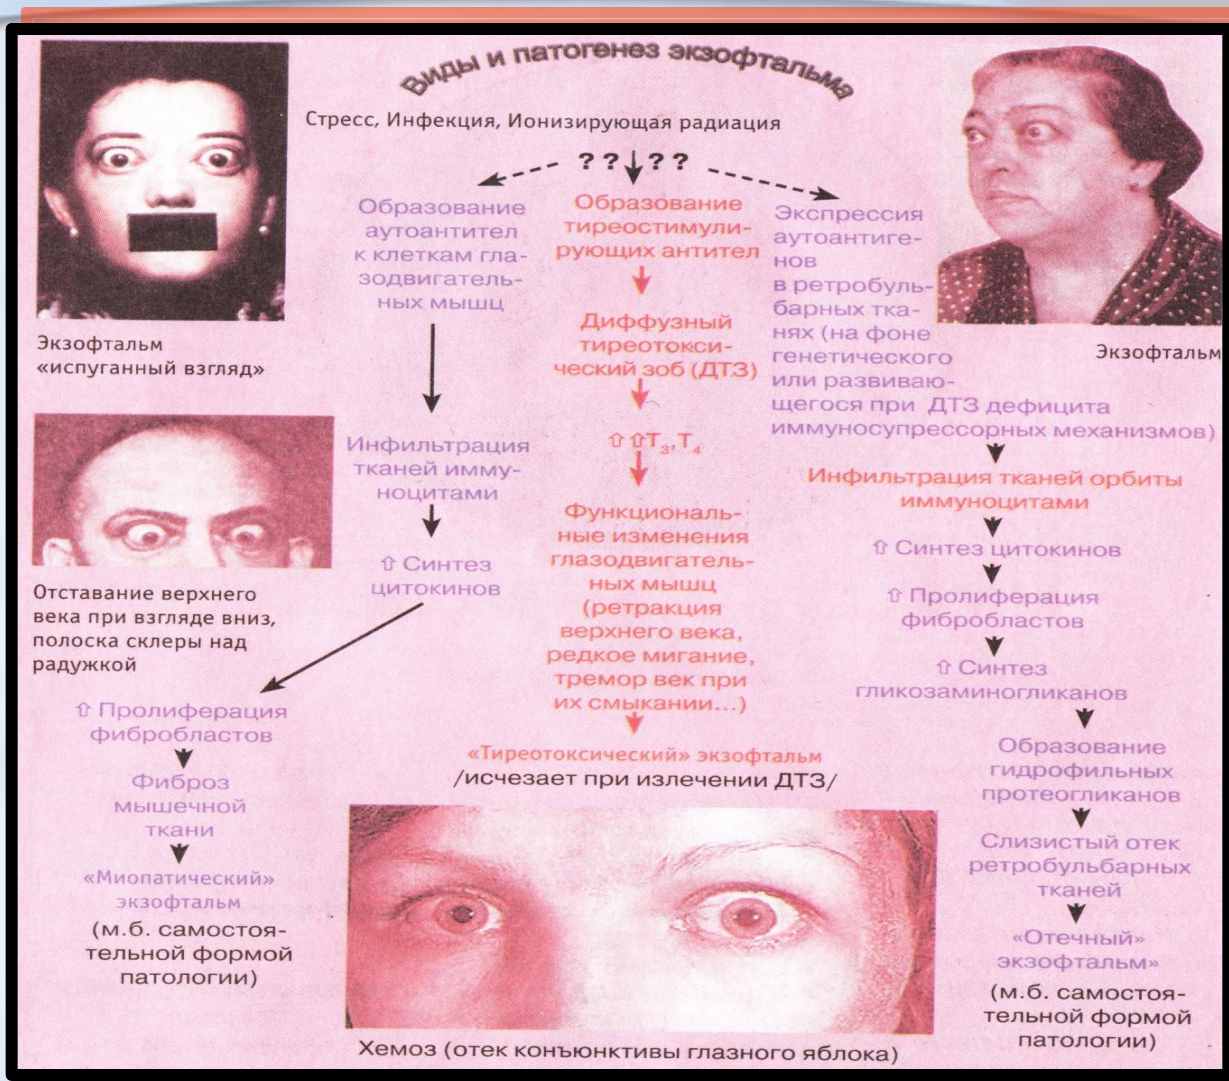 Виды и патогенез экзофтальма
Стресс, Инфекция, Ионизирующая радиация
? ? ? ?
Образование
аутоантител
к клеткам гла-
зодвигатель-
ных мышц
Инфильтрация
тканей имму-
ноцитами
⇧ Синтез
цитокинов
⇧ Пролиферация
фибробластов
Фиброз
мышечной
ткани
«Миопатический»
экзофтальм
(м.б. самостоя-
тельной формой
патологии)
Образование
тиреостимули-
рующих антител
Диффузный
тиреотокси-
ческий зоб (ДТЗ)
⇧⇧T3,T4
Функциональ-
ные изменения
глазодвигатель-
ных мышц
(ретракция
верхнего века,
редкое мигание,
тремор век при
их смыкании...)
«Тиреотоксический» экзофтальм
/исчезает при излечении ДТЗ/
Экспрессия
аутоантиге-
нов
в ретробуль-
барных тка-
нях (на фоне
генетического
или развиваю-
щегося при ДТЗ дефицита
иммуносупрессорных механизмов)
Инфильтрация тканей орбиты
иммуноцитами
⇧ Синтез цитокинов
⇧ Пролиферация
фибробластов
⇧ Синтез
гликозаминогликанов
Образование
гидрофильных
протеогликанов
Слизистый отек
ретробульбарных
тканей
«Отечный»
экзофтальм»
(м.б. самостоя-
тельной формой
патологии)
Экзофтальм
«испуганный взгляд»
Отставание верхнего
века при взгляде вниз,
полоска склеры над
радужкой
Экзофтальм
Хемоз (отек конъюнктивы глазного яблока)